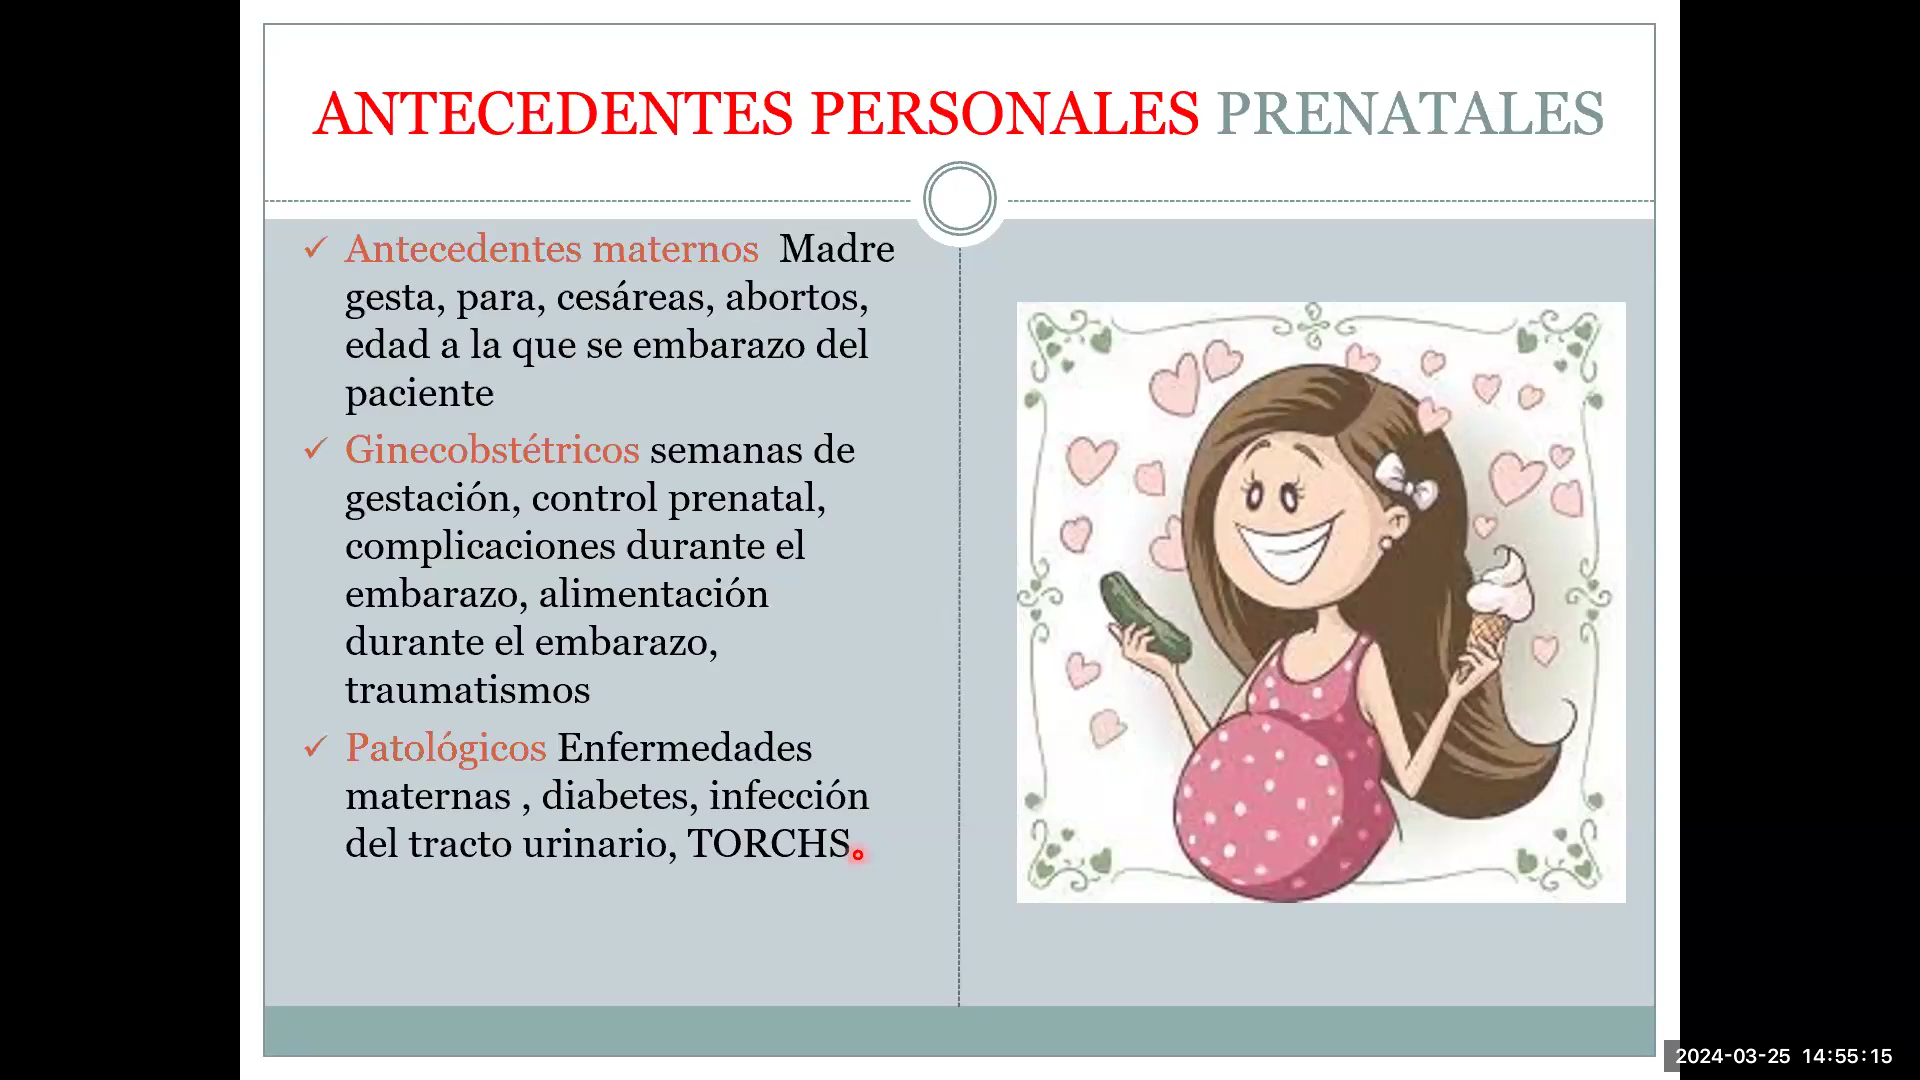 ANTECEDENTES PERSONALES PRENATALES
Antecedentes maternos Madre
gesta, para, cesáreas, abortos,
edad a la que se embarazo del
paciente
Ginecobstétricos semanas de
gestación, control prenatal,
complicaciones durante el
embarazo, alimentación
durante el embarazo,
traumatismos
Patológicos Enfermedades
maternas , diabetes, infección
del tracto urinario, TORCHS
2024-03-25 14:55:15